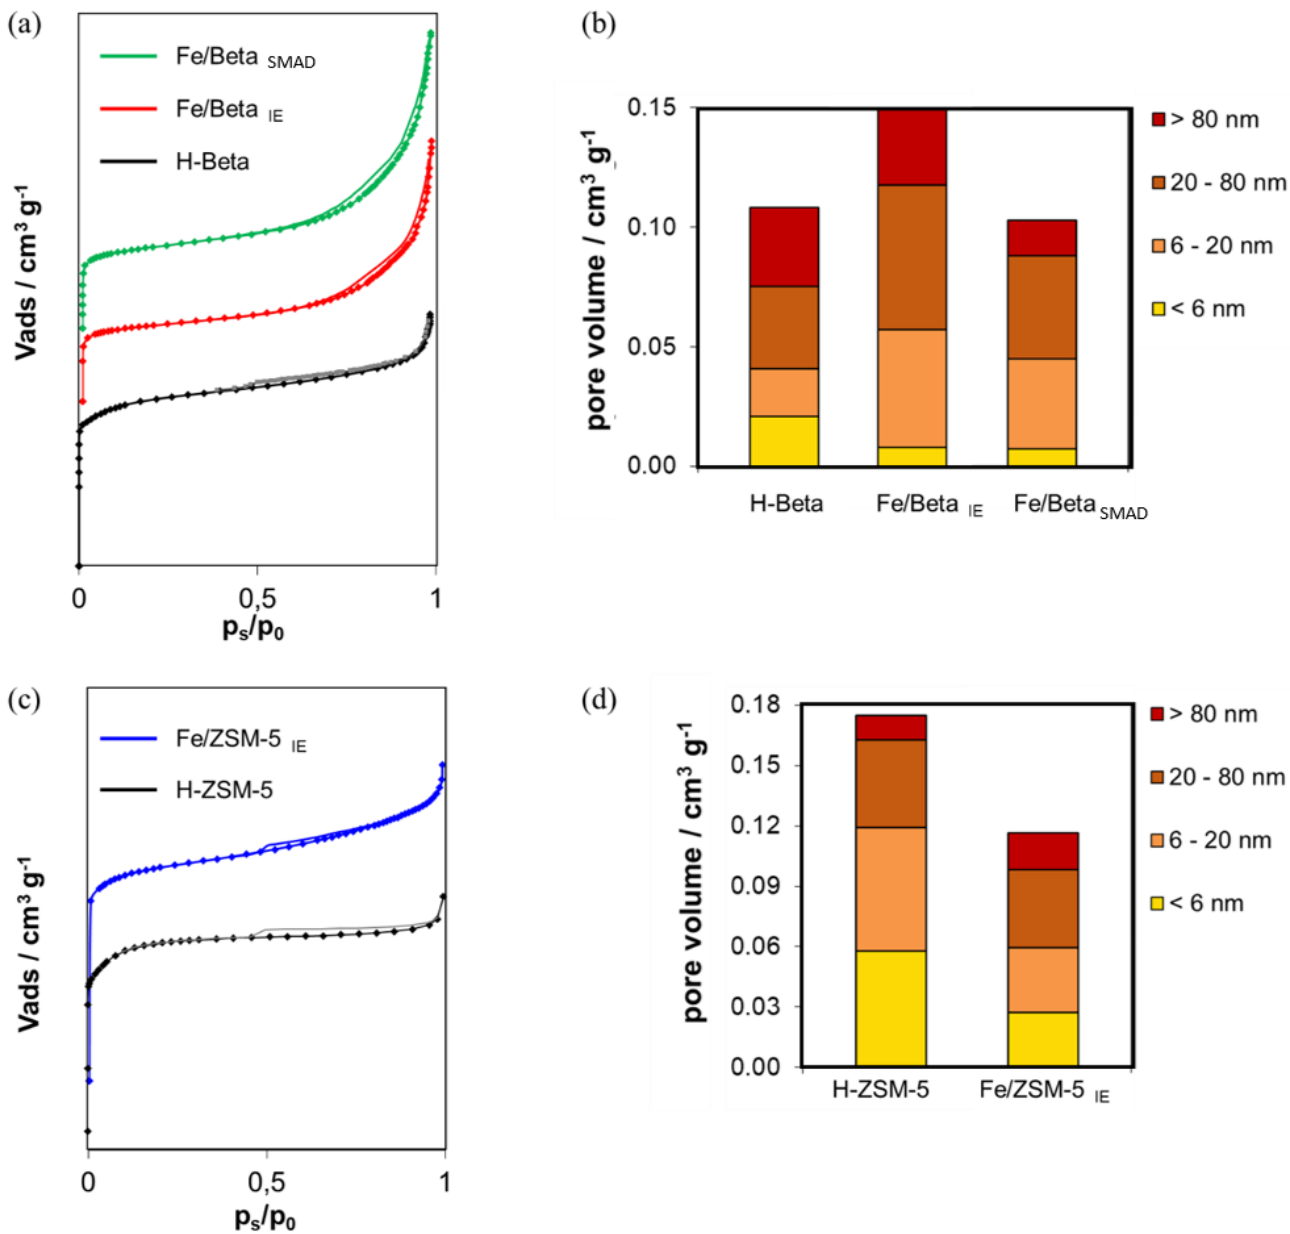 (a)
Fe/Beta SMAD
Fe/Beta IE
H-Beta
Vads / cm³ g⁻¹
0 0,5 1
pₛ/p₀
(b)
0.15
0.10
0.05
0.00
pore volume / cm³ g⁻¹
H-Beta Fe/Beta IE Fe/Beta SMAD
> 80 nm
20 - 80 nm
6 - 20 nm
< 6 nm
(c)
Fe/ZSM-5 IE
H-ZSM-5
Vads / cm³ g⁻¹
0 0,5 1
pₛ/p₀
(d)
0.18
0.15
0.12
0.09
0.06
0.03
0.00
pore volume / cm³ g⁻¹
H-ZSM-5 Fe/ZSM-5 IE
> 80 nm
20 - 80 nm
6 - 20 nm
< 6 nm